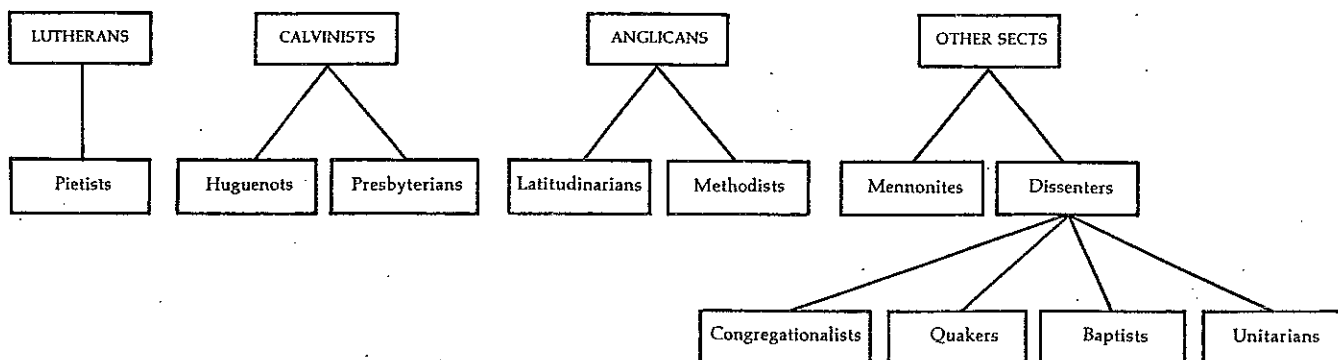 LUTHERANS
CALVINISTS
ANGLICANS
OTHER SECTS
Pietists
Huguenots
Presbyterians
Latitudinarians
Methodists
Mennonites
Dissenters
Congregationalists
Quakers
Baptists
Unitarians